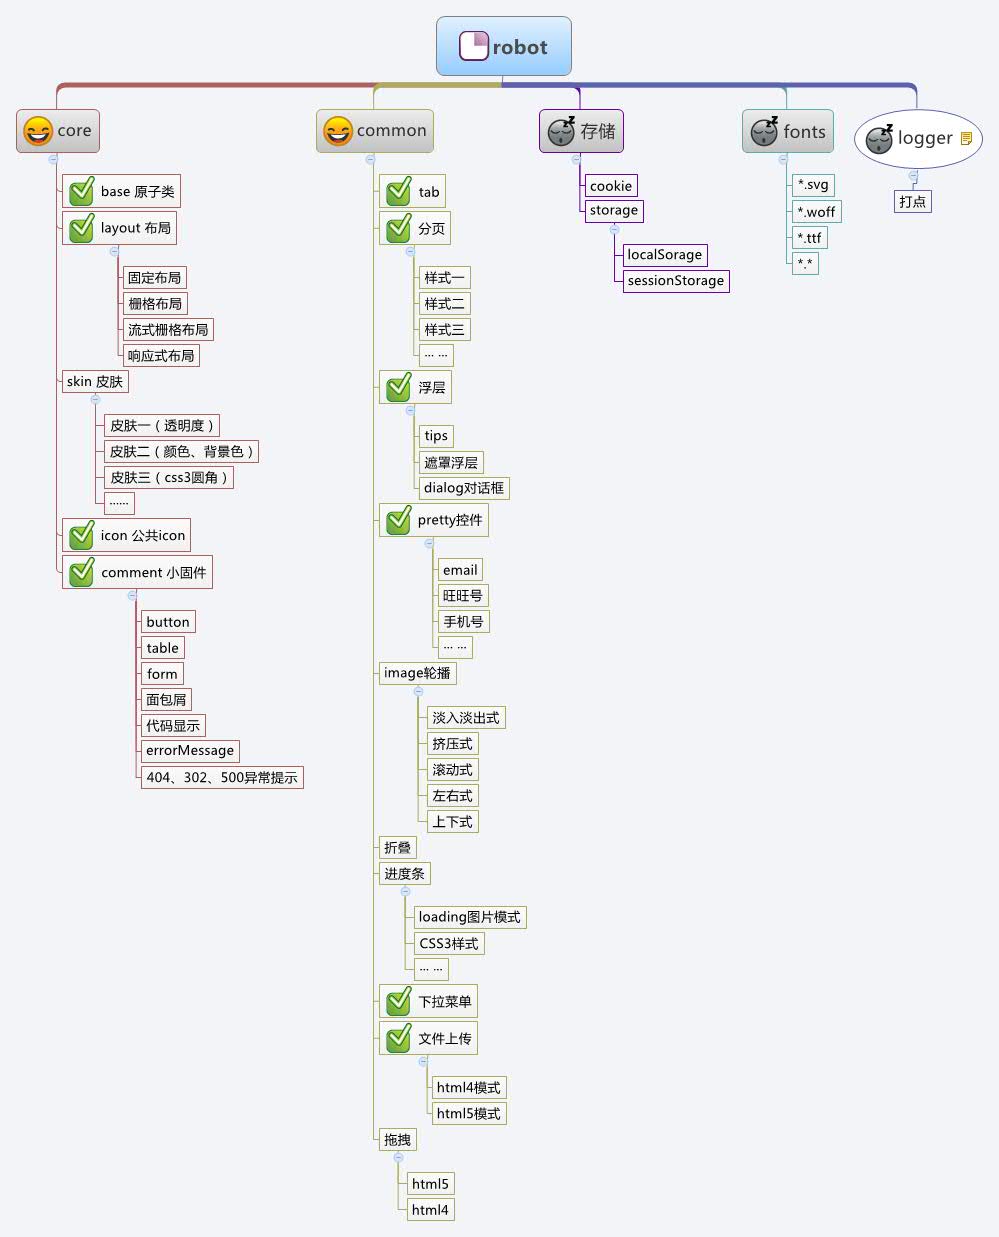 robot
core
base 原子类
layout 布局
固定布局
栅格布局
流式栅格布局
响应式布局
skin 皮肤
皮肤一（透明度）
皮肤二（颜色、背景色）
皮肤三（css3圆角）
······
icon 公共icon
comment 小固件
button
table
form
面包屑
代码显示
errorMessage
404、302、500异常提示
common
tab
分页
样式一
样式二
样式三
··· ···
浮层
tips
遮罩浮层
dialog对话框
pretty控件
email
旺旺号
手机号
··· ···
image轮播
淡入淡出式
挤压式
滚动式
左右式
上下式
折叠
进度条
loading图片模式
CSS3样式
··· ···
下拉菜单
文件上传
html4模式
html5模式
拖拽
html5
html4
存储
cookie
storage
localSorage
sessionStorage
fonts
*.svg
*.woff
*.ttf
*.*
logger
打点